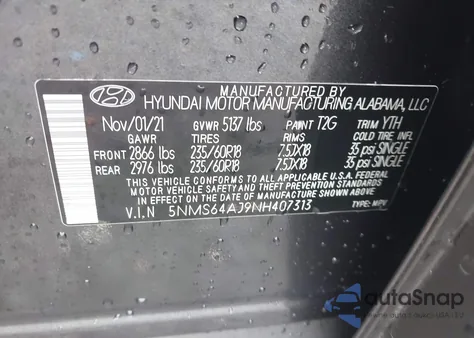 MANUFACTURED BY
HYUNDAI MOTOR MANUFACTURING ALABAMA, LLC
Nov/01/21 GVWR 5137 lbs PAINT T2G TRIM YTH
GAWR TIRES RIMS COLD TIRE INFL
FRONT 2866 lbs 235/60R18 7.5JX18 35 psi SINGLE
REAR 2976 lbs 235/60R18 7.5JX18 35 psi SINGLE
THIS VEHICLE CONFORMS TO ALL APPLICABLE U.S.A. FEDERAL
MOTOR VEHICLE SAFETY STANDARDS IN EFFECT ON THE
DATE OF MANUFACTURE SHOWN ABOVE.
V.I.N 5NMS64AJ9NH407313 TYPE: MPV
autoSnap